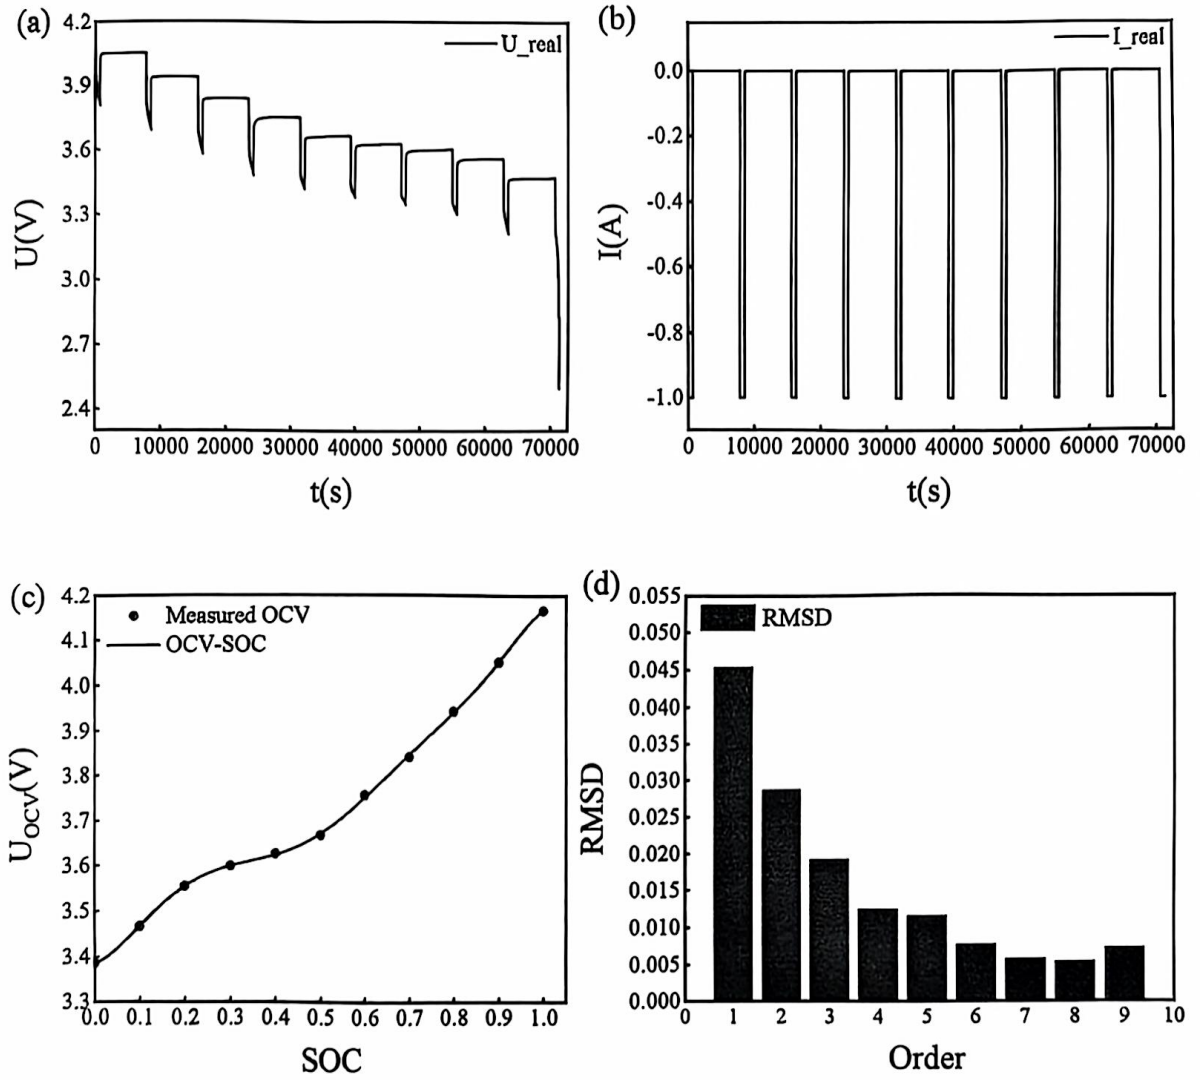 (a)
U_real
4.2
3.9
3.6
3.3
3.0
2.7
2.4
U(V)
0 10000 20000 30000 40000 50000 60000 70000
t(s)
(b)
I_real
0.0
-0.2
-0.4
-0.6
-0.8
-1.0
I(A)
0 10000 20000 30000 40000 50000 60000 70000
t(s)
(c)
Measured OCV
OCV-SOC
4.2
4.1
4.0
3.9
3.8
3.7
3.6
3.5
3.4
3.3
UOCV(V)
0.0 0.1 0.2 0.3 0.4 0.5 0.6 0.7 0.8 0.9 1.0
SOC
(d)
RMSD
0.055
0.050
0.045
0.040
0.035
0.030
0.025
0.020
0.015
0.010
0.005
0.000
RMSD
0 1 2 3 4 5 6 7 8 9 10
Order